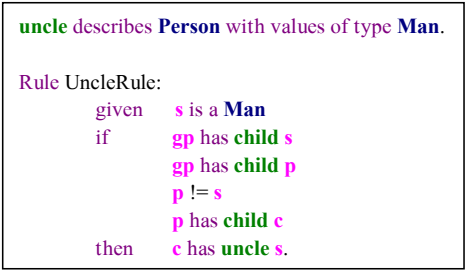 uncle describes Person with values of type Man.
Rule UncleRule:
given s is a Man
if gp has child s
gp has child p
p != s
p has child c
then c has uncle s.